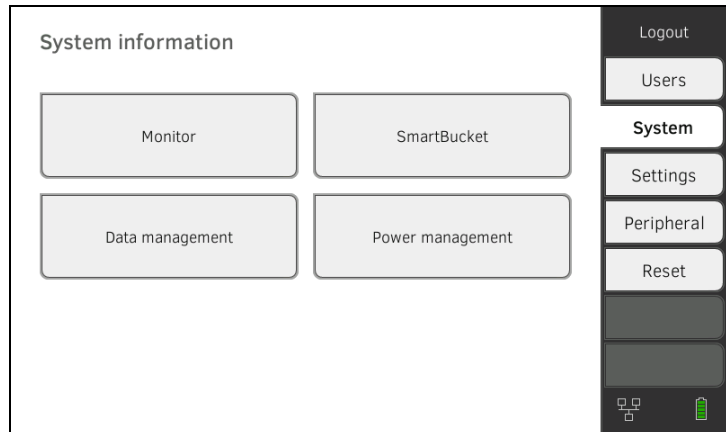 System information
Monitor
SmartBucket
Data management
Power management
Logout
Users
System
Settings
Peripheral
Reset